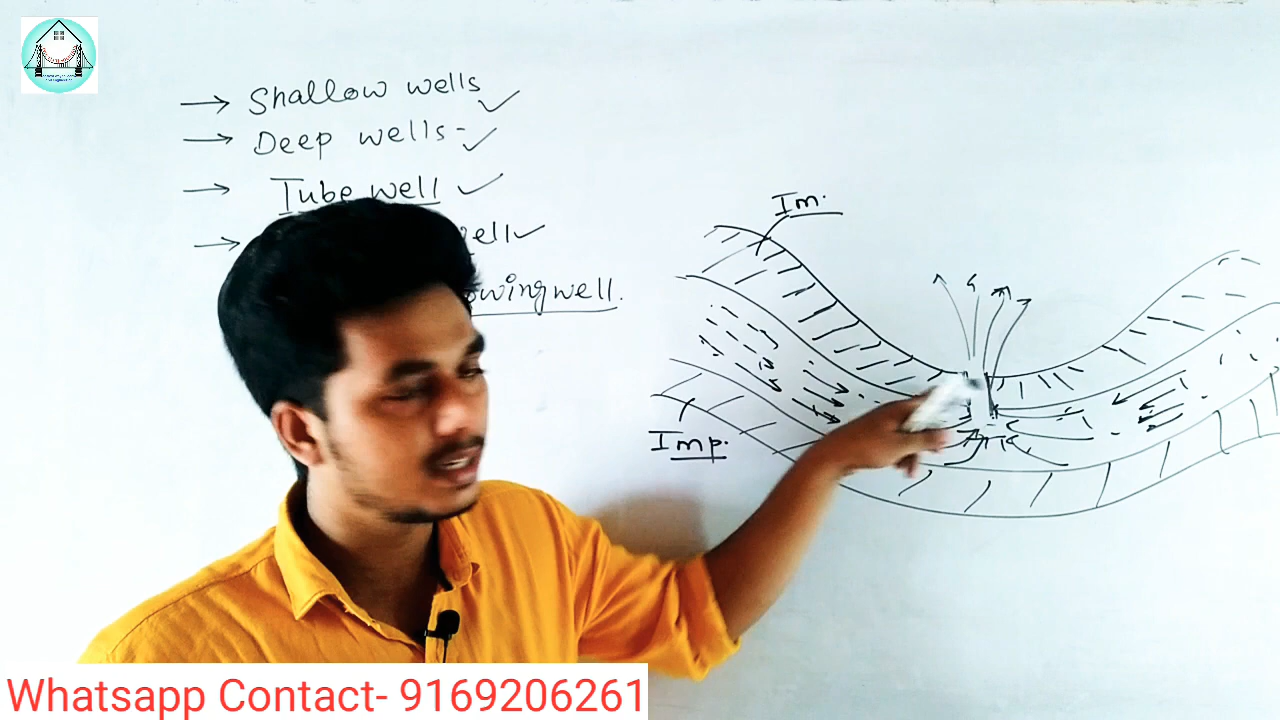 → Shallow wells ✓
→ Deep wells - ✓
→ Tube well ✓
→ well ✓
owing well.
Im.
Imp.
Whatsapp Contact- 9169206261